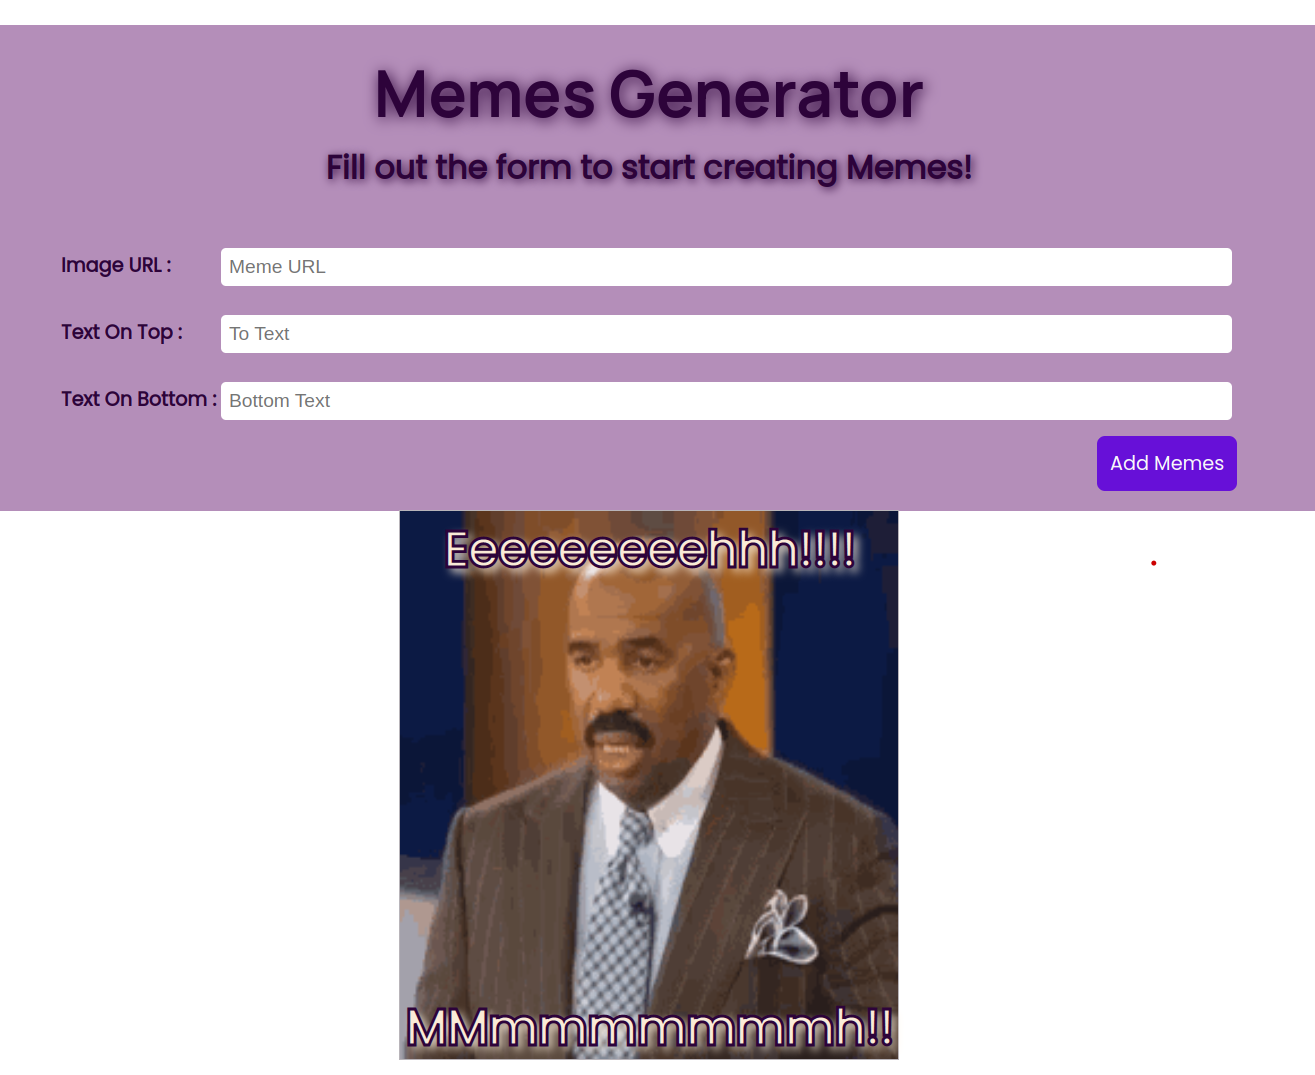 Memes Generator
Fill out the form to start creating Memes!
Image URL :
Meme URL
Text On Top :
To Text
Text On Bottom :
Bottom Text
Add Memes
Eeeeeeeeehhh!!!!
MMmmmmmmmh!!